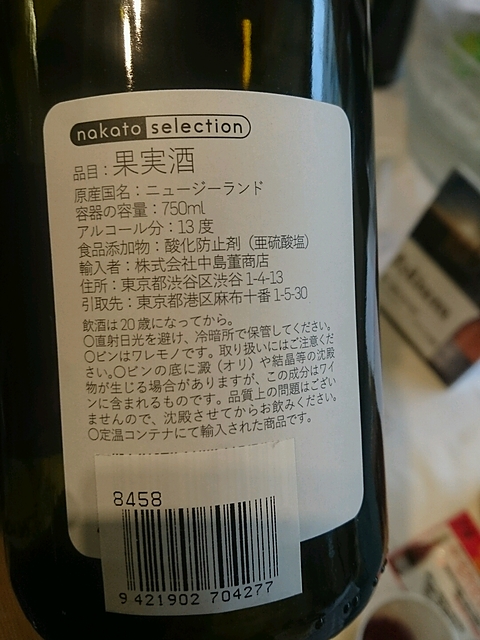 nakato selection
品目：果実酒
原産国名：ニュージーランド
容器の容量：750ml
アルコール分：13度
食品添加物：酸化防止剤（亜硫酸塩）
輸入者：株式会社中島董商店
住所：東京都渋谷区渋谷1-4-13
引取先：東京都港区麻布十番1-5-30
飲酒は20歳になってから。
〇直射日光を避け、冷暗所で保管してください。
〇ビンはワレモノです。取り扱いにはご注意くだ
さい。〇ビンの底に澱（オリ）や結晶等の沈殿
物が生じる場合がありますが、この成分はワイ
ンに含まれるものです。品質上の問題はござい
ませんので、沈殿させてからお飲みください。
〇定温コンテナにて輸入された商品です。
8458
9 421902 704277